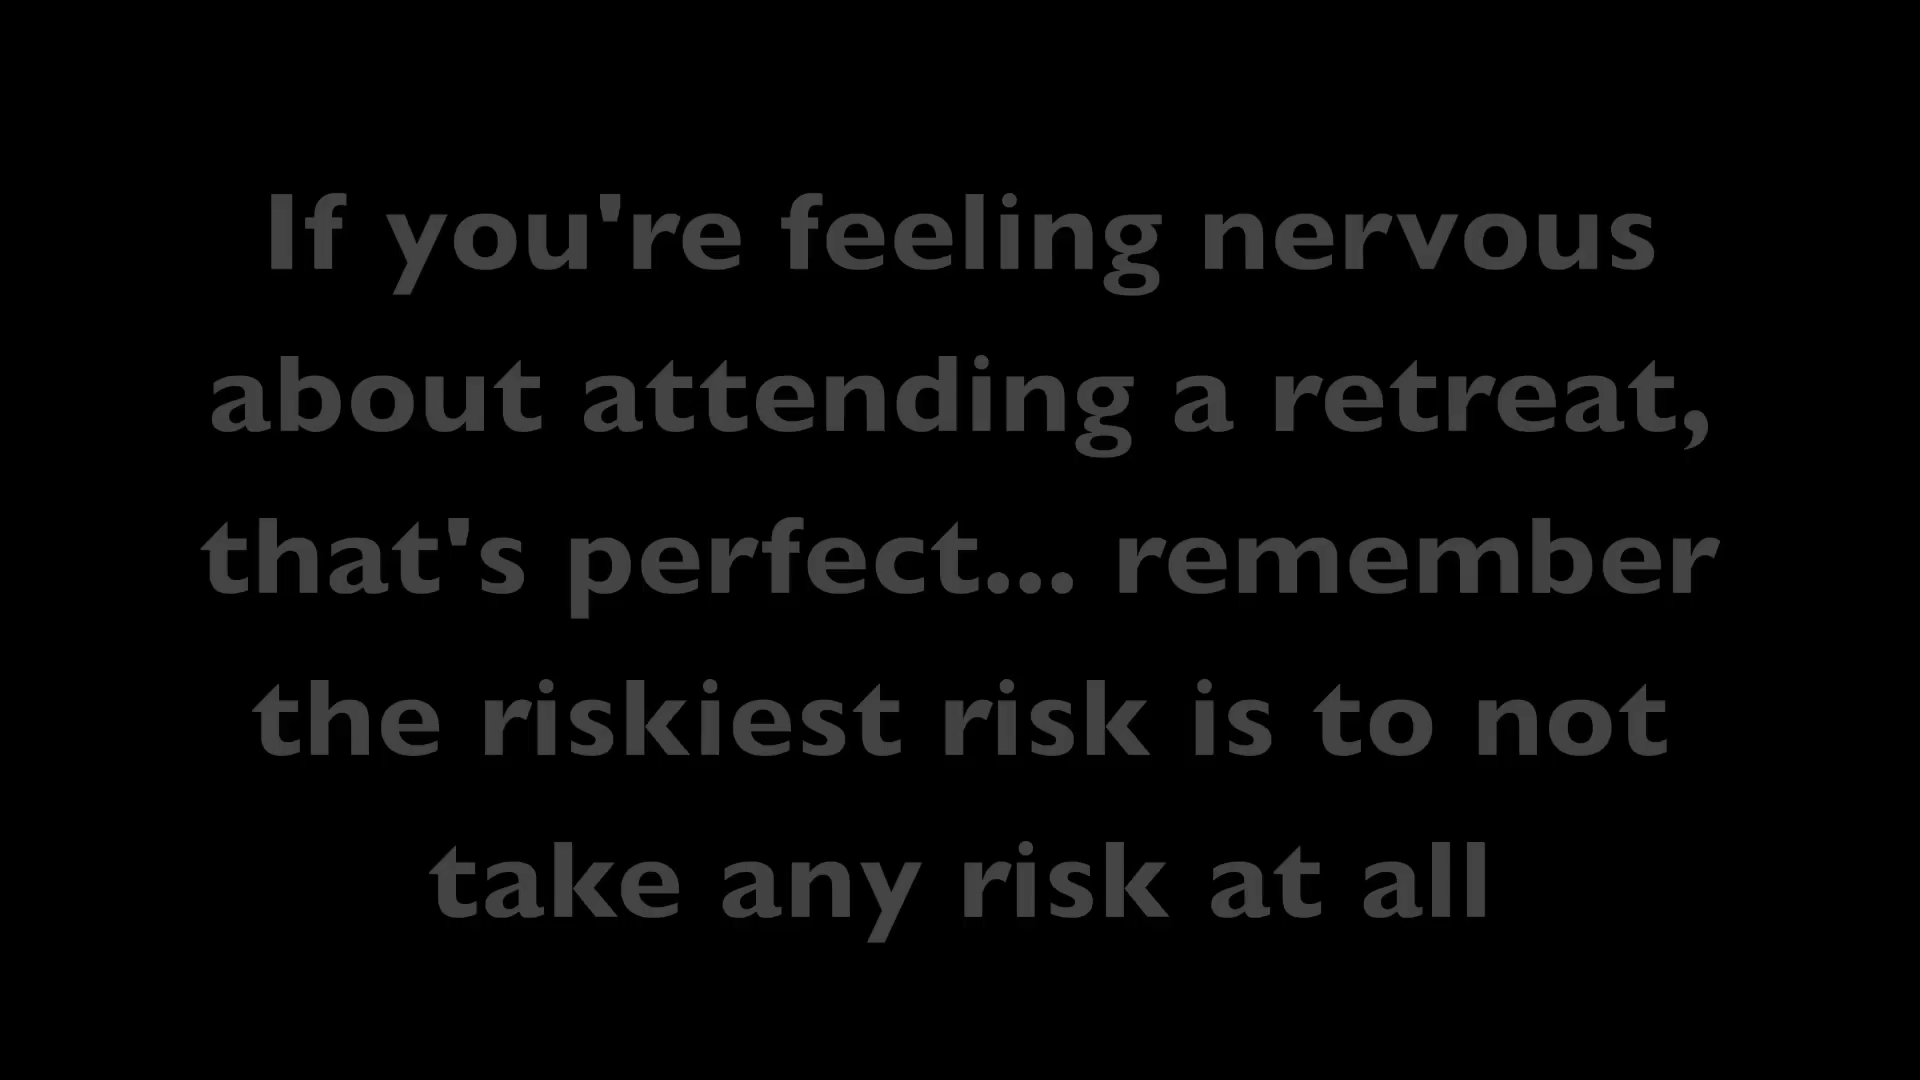 If you're feeling nervous
about attending a retreat,
that's perfect... remember
the riskiest risk is to not
take any risk at all